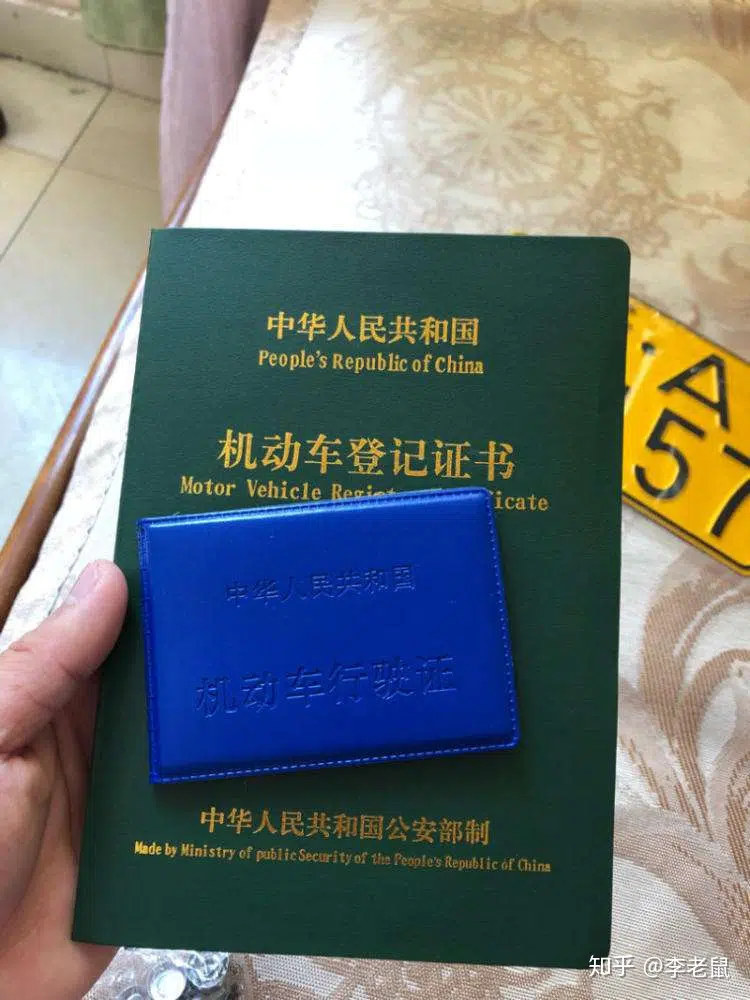 中华人民共和国
People's Republic of China
机动车登记证书
Motor Vehicle Regist icate
中华人民共和国
机动车行驶证
中华人民共和国公安部制
Made by Ministry of public Security of the People's Republic of China
A
57
知乎 @李老鼠